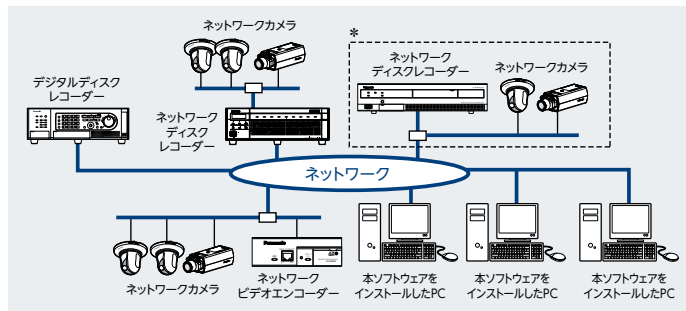 ネットワークカメラ
*
ネットワーク
ディスクレコーダー
ネットワークカメラ
デジタルディスク
レコーダー
ネットワーク
ディスク
レコーダー
ネットワーク
Panasonic
ネットワークカメラ
ネットワーク
ビデオエンコーダー
本ソフトウェアを
インストールしたPC
本ソフトウェアを
インストールしたPC
本ソフトウェアを
インストールしたPC